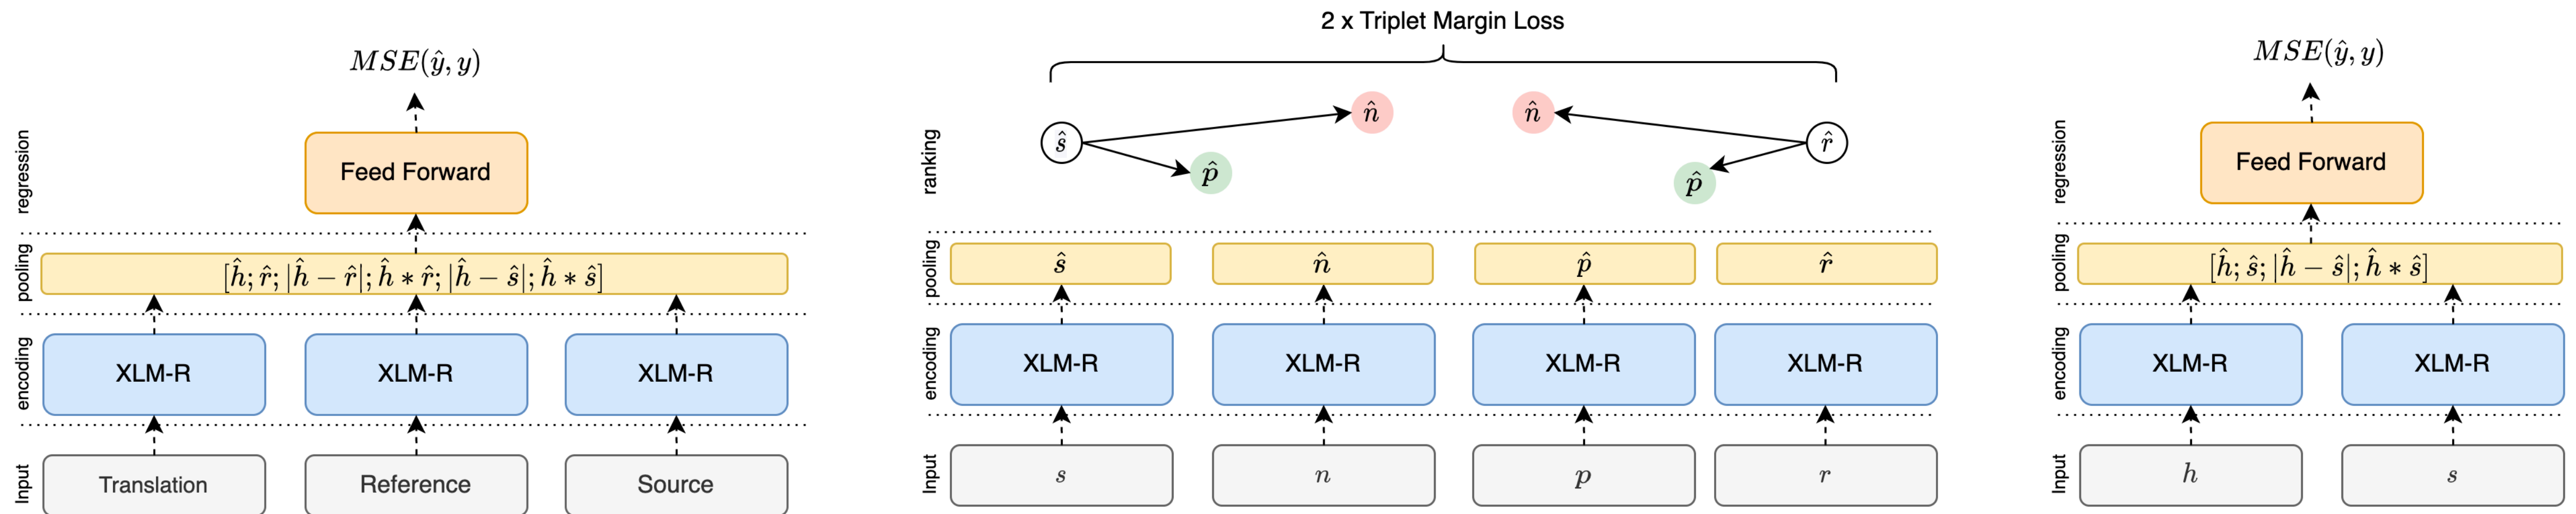 MSE(ŷ, y)
regression
Feed Forward
pooling
[ĥ; r̂; |ĥ − r̂|; ĥ ∗ r̂; |ĥ − ŝ|; ĥ ∗ ŝ]
encoding
XLM-R XLM-R XLM-R
Input
Translation Reference Source
2 x Triplet Margin Loss
ranking
ŝ n̂ p̂ n̂ p̂ r̂
pooling
ŝ n̂ p̂ r̂
encoding
XLM-R XLM-R XLM-R XLM-R
Input
s n p r
MSE(ŷ, y)
regression
Feed Forward
pooling
[ĥ; ŝ; |ĥ − ŝ|; ĥ ∗ ŝ]
encoding
XLM-R XLM-R
Input
h s